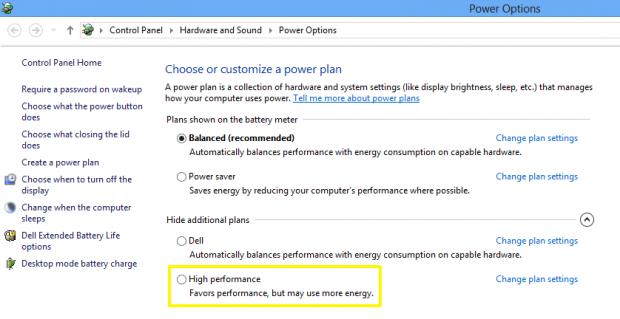 Power Options
Control Panel Hardware and Sound Power Options
Control Panel Home
Require a password on wakeup
Choose what the power button
does
Choose what closing the lid
does
Create a power plan
Choose when to turn off the
display
Change when the computer
sleeps
Dell Extended Battery Life
options
Desktop mode battery charge
Choose or customize a power plan
A power plan is a collection of hardware and system settings (like display brightness, sleep, etc.) that manages
how your computer uses power. Tell me more about power plans
Plans shown on the battery meter
Balanced (recommended) Change plan settings
Automatically balances performance with energy consumption on capable hardware.
Power saver Change plan settings
Saves energy by reducing your computer's performance where possible.
Hide additional plans
Dell Change plan settings
Automatically balances performance with energy consumption on capable hardware.
High performance Change plan settings
Favors performance, but may use more energy.